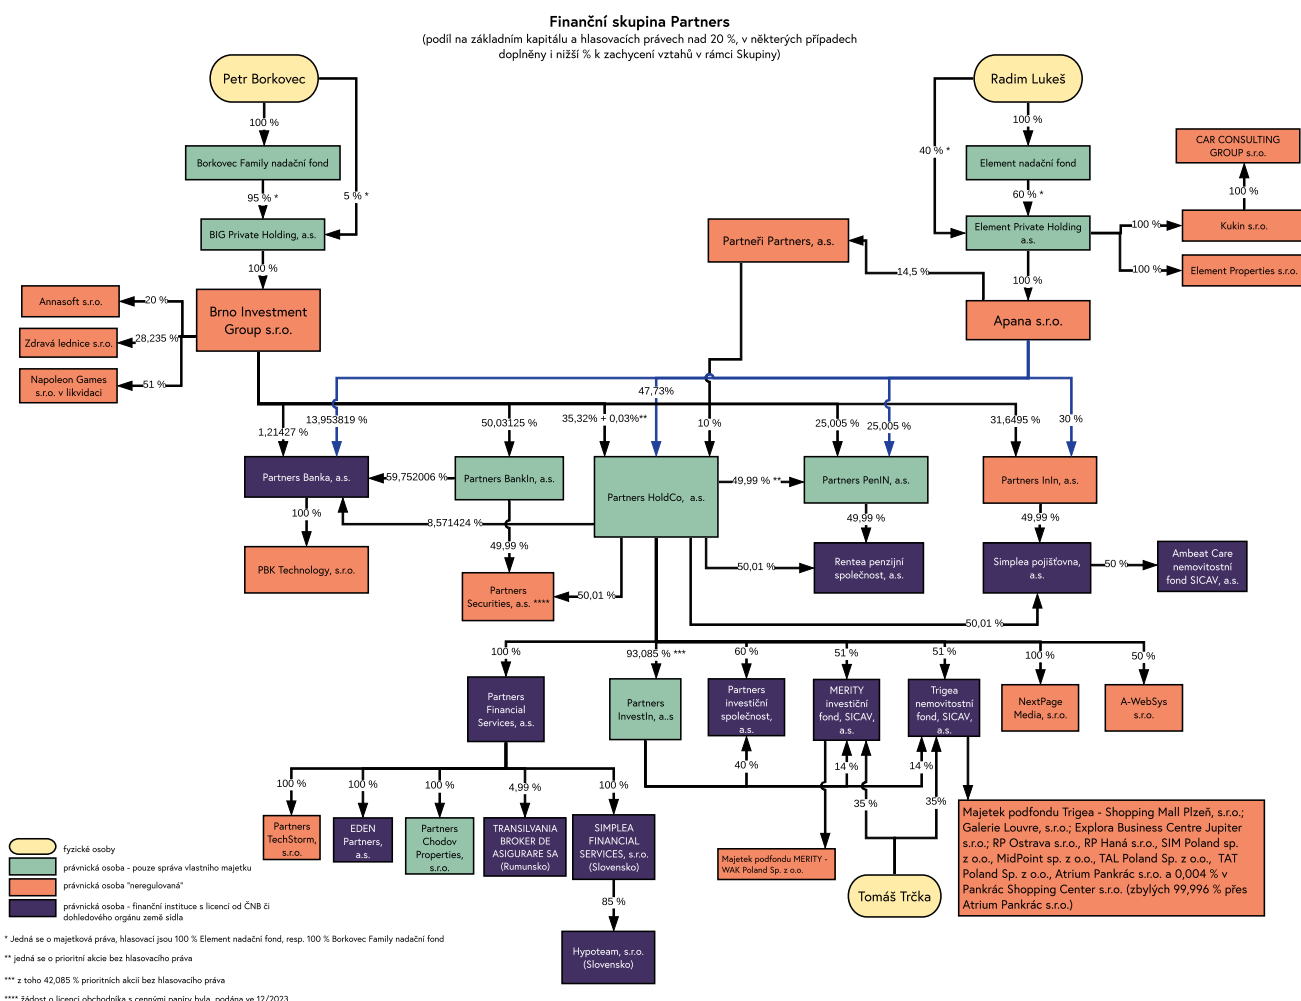 Finanční skupina Partners
(podíl na základním kapitálu a hlasovacích právech nad 20 %, v některých případech
doplněny i nižší % k zachycení vztahů v rámci Skupiny)
Petr Borkovec
Radim Lukeš
100 %
100 %
CAR CONSULTING
GROUP s.r.o.
40 % *
Borkovec Family nadační fond
Element nadační fond
95 % *
5 % *
60 % *
100 %
BIG Private Holding, a.s.
Partneři Partners, a.s.
Element Private Holding
a.s.
100 %
Kukin s.r.o.
100 %
14,5 %
100 %
100 %
Element Properties s.r.o.
Annasoft s.r.o.
20 %
Brno Investment
Group s.r.o.
Apana s.r.o.
Zdravá lednice s.r.o.
28,235 %
Napoleon Games
s.r.o. v likvidaci
51 %
47,73%
1,21427 %
13,953819 %
50,03125 %
35,32% + 0,03%**
10 %
25,005 %
25,005 %
31,6495 %
30 %
Partners Banka, a.s.
59,752006 %
Partners BankIn, a.s.
Partners HoldCo, a.s.
49,99 % **
Partners PenIN, a.s.
Partners InIn, a.s.
100 %
8,571424 %
49,99 %
49,99 %
49,99 %
PBK Technology, s.r.o.
Partners
Securities, a.s. ****
50,01 %
50,01 %
Rentea penzijní
společnost, a.s.
Simplea pojišťovna,
a.s.
50 %
Ambeat Care
nemovitostní
fond SICAV, a.s.
50,01 %
100 %
93,085 % ***
60 %
51 %
51 %
100 %
50 %
Partners
Financial
Services, a.s.
Partners
InvestIn, a..s
Partners
investiční
společnost,
a.s.
MERITY
investiční
fond, SICAV,
a.s.
Trigea
nemovitostní
fond, SICAV,
a.s.
NextPage
Media, s.r.o.
A-WebSys
s.r.o.
40 %
14 %
14 %
35 %
35%
100 %
100 %
100 %
4,99 %
100 %
Partners
TechStorm,
s.r.o.
EDEN
Partners,
a.s.
Partners
Chodov
Properties,
s.r.o.
TRANSILVANIA
BROKER DE
ASIGURARE SA
(Rumunsko)
SIMPLEA
FINANCIAL
SERVICES, s.r.o.
(Slovensko)
Majetek podfondu MERITY -
WAK Poland Sp. z o.o.
Majetek podfondu Trigea - Shopping Mall Plzeň, s.r.o.;
Galerie Louvre, s.r.o.; Explora Business Centre Jupiter
s.r.o.; RP Ostrava s.r.o., RP Haná s.r.o., SIM Poland sp.
z o.o., MidPoint sp. z o.o., TAL Poland Sp. z o.o., TAT
Poland Sp. z o.o., Atrium Pankrác s.r.o. a 0,004 % v
Pankrác Shopping Center s.r.o. (zbylých 99,996 % přes
Atrium Pankrác s.r.o.)
Tomáš Trčka
85 %
Hypoteam, s.r.o.
(Slovensko)
fyzické osoby
právnická osoba - pouze správa vlastního majetku
právnická osoba "neregulovaná"
právnická osoba - finanční instituce s licencí od ČNB či
dohledového orgánu země sídla
* Jedná se o majetková práva, hlasovací jsou 100 % Element nadační fond, resp. 100 % Borkovec Family nadační fond
** jedná se o prioritní akcie bez hlasovacího práva
*** z toho 42,085 % prioritních akcií bez hlasovacího práva
**** žádost o licenci obchodníka s cennými papíry byla podána ve 12/2023